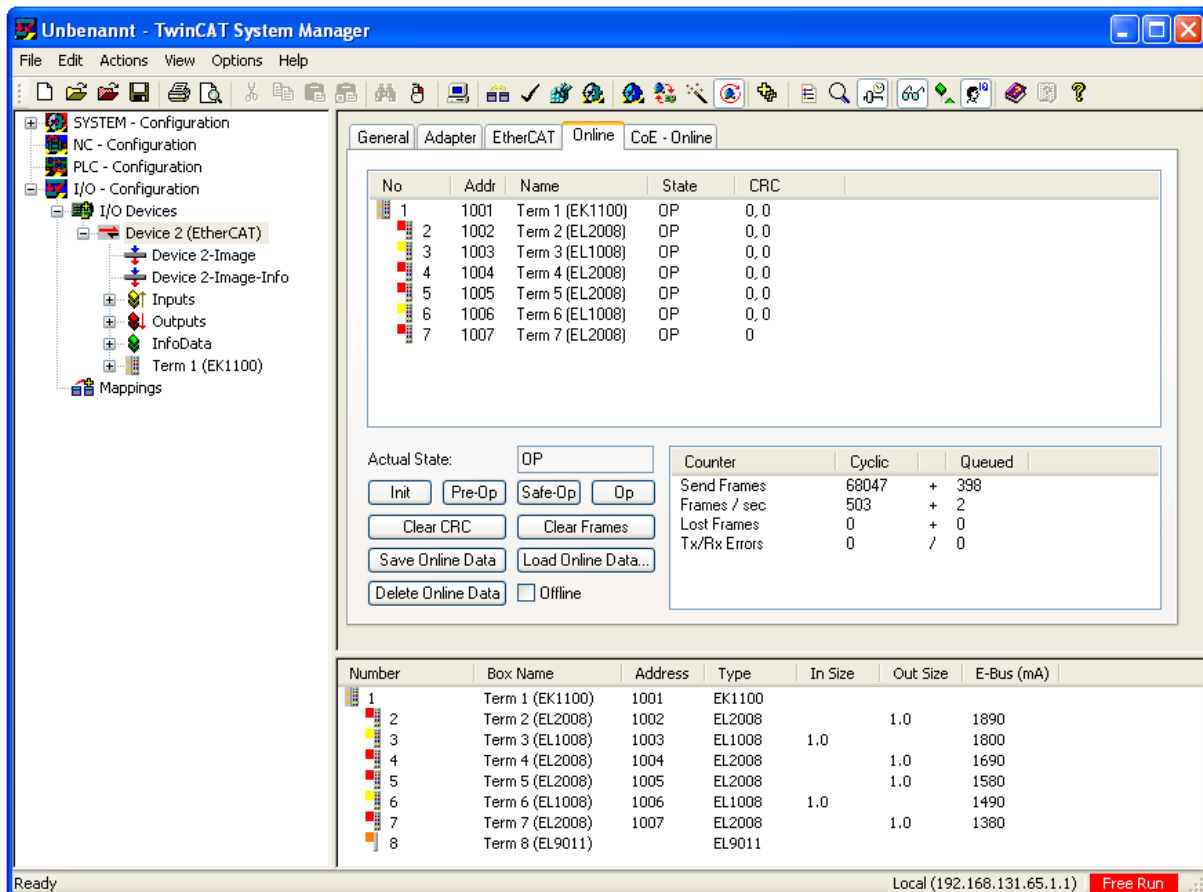 Unbenannt - TwinCAT System Manager
File Edit Actions View Options Help
SYSTEM - Configuration
NC - Configuration
PLC - Configuration
I/O - Configuration
I/O Devices
Device 2 (EtherCAT)
Device 2-Image
Device 2-Image-Info
Inputs
Outputs
InfoData
Term 1 (EK1100)
Mappings
General Adapter EtherCAT Online CoE - Online
No Addr Name State CRC
1 1001 Term 1 (EK1100) OP 0, 0
2 1002 Term 2 (EL2008) OP 0, 0
3 1003 Term 3 (EL1008) OP 0, 0
4 1004 Term 4 (EL2008) OP 0, 0
5 1005 Term 5 (EL2008) OP 0, 0
6 1006 Term 6 (EL1008) OP 0, 0
7 1007 Term 7 (EL2008) OP 0
Actual State: OP
Init Pre-Op Safe-Op Op
Clear CRC Clear Frames
Save Online Data Load Online Data...
Delete Online Data Offline
Counter Cyclic Queued
Send Frames 68047 + 398
Frames / sec 503 + 2
Lost Frames 0 + 0
Tx/Rx Errors 0 / 0
Number Box Name Address Type In Size Out Size E-Bus (mA)
1 Term 1 (EK1100) 1001 EK1100
2 Term 2 (EL2008) 1002 EL2008 1.0 1890
3 Term 3 (EL1008) 1003 EL1008 1.0 1800
4 Term 4 (EL2008) 1004 EL2008 1.0 1690
5 Term 5 (EL2008) 1005 EL2008 1.0 1580
6 Term 6 (EL1008) 1006 EL1008 1.0 1490
7 Term 7 (EL2008) 1007 EL2008 1.0 1380
8 Term 8 (EL9011) EL9011
Ready Local (192.168.131.65.1.1) Free Run